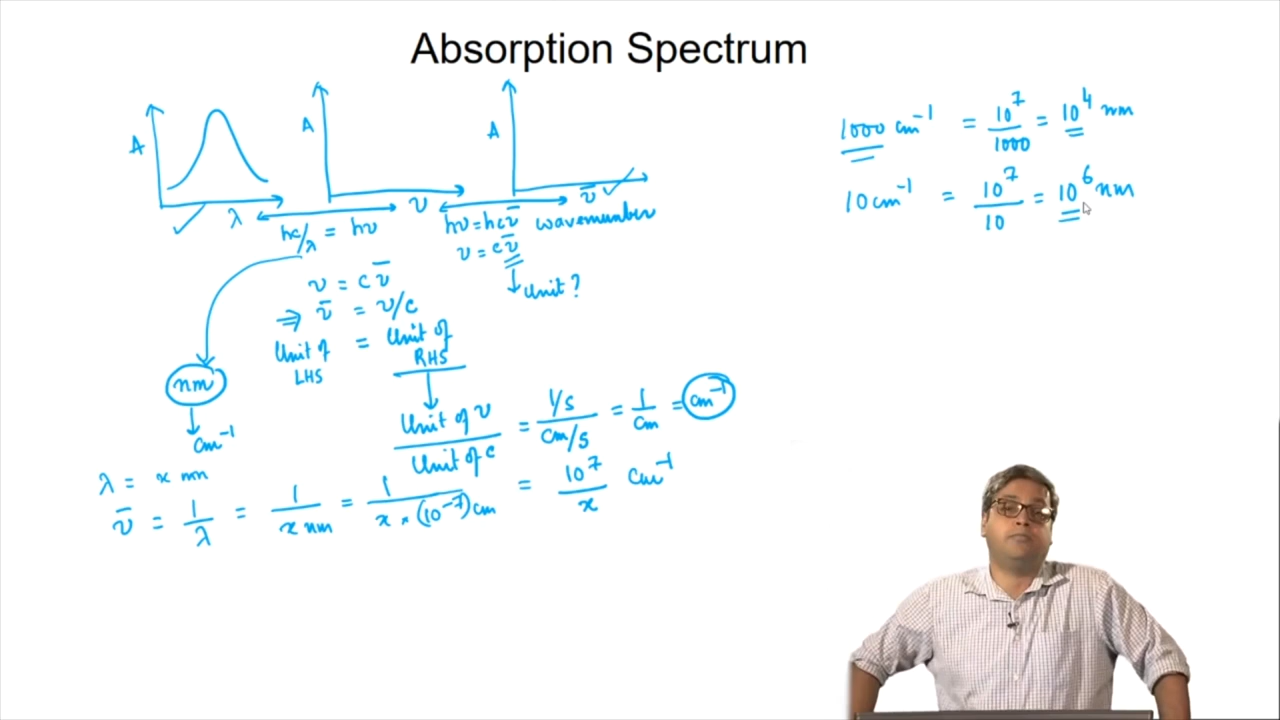 Absorption Spectrum
A
λ
A
ν
A
ν̅ ✓
✓
hc/λ = hν
hν = hcν̅ wavenumber
ν = cν̅
↓ Unit?
ν = cν̅
⇒ ν̅ = ν/c
Unit of LHS = Unit of RHS
nm
↓
cm⁻¹
Unit of ν / Unit of c = 1/s / cm/s = 1/cm = cm⁻¹
λ = x nm
ν̅ = 1/λ = 1/x nm = 1/x × (10⁻⁷) cm = 10⁷/x cm⁻¹
1000 cm⁻¹ = 10⁷/1000 = 10⁴ nm
10 cm⁻¹ = 10⁷/10 = 10⁶ nm